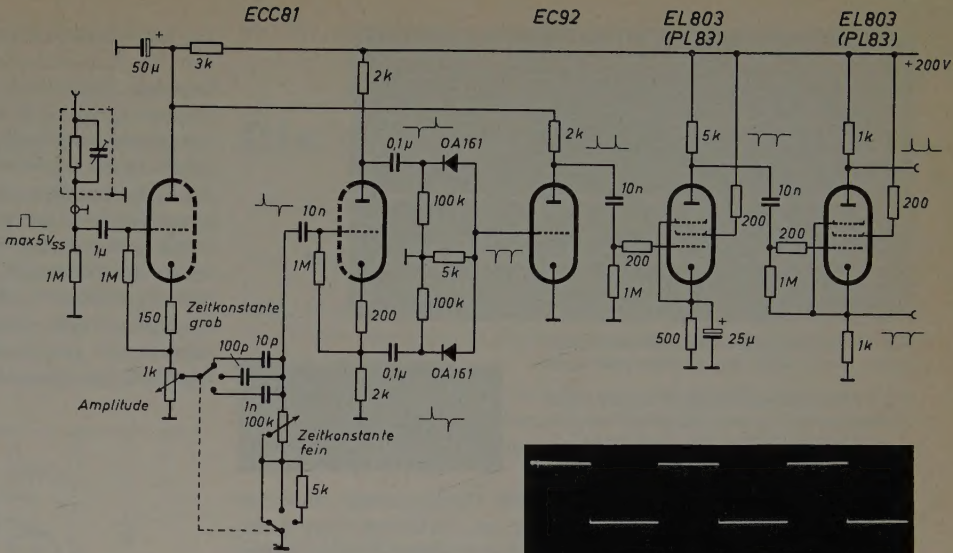 ECC81
EC92
EL803
(PL83)
EL803
(PL83)
50µ
+
3k
2k
+200V
2k
5k
1k
0,1µ
OA161
10n
200
10n
200
max 5V_SS
1µ
10n
100k
200
200
1M
1M
1M
5k
1M
1M
150
Zeitkonstante
grob
200
100k
500
+
25µ
1k
100p
10p
0,1µ
OA161
1k
Amplitude
1n
2k
100k
Zeitkonstante
fein
5k